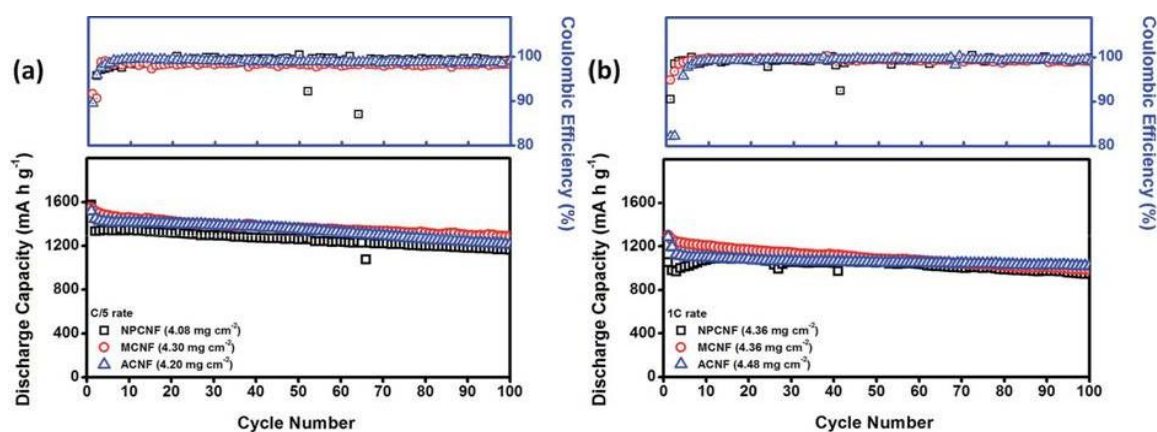 (a)
100
90
80
Coulombic Efficiency (%)
Discharge Capacity (mA h g⁻¹)
1600
1200
800
400
0
C/5 rate
NPCNF (4.08 mg cm⁻²)
MCNF (4.30 mg cm⁻²)
ACNF (4.20 mg cm⁻²)
0 10 20 30 40 50 60 70 80 90 100
Cycle Number
(b)
100
90
80
Coulombic Efficiency (%)
Discharge Capacity (mA h g⁻¹)
1600
1200
800
400
0
1C rate
NPCNF (4.36 mg cm⁻²)
MCNF (4.36 mg cm⁻²)
ACNF (4.48 mg cm⁻²)
0 10 20 30 40 50 60 70 80 90 100
Cycle Number